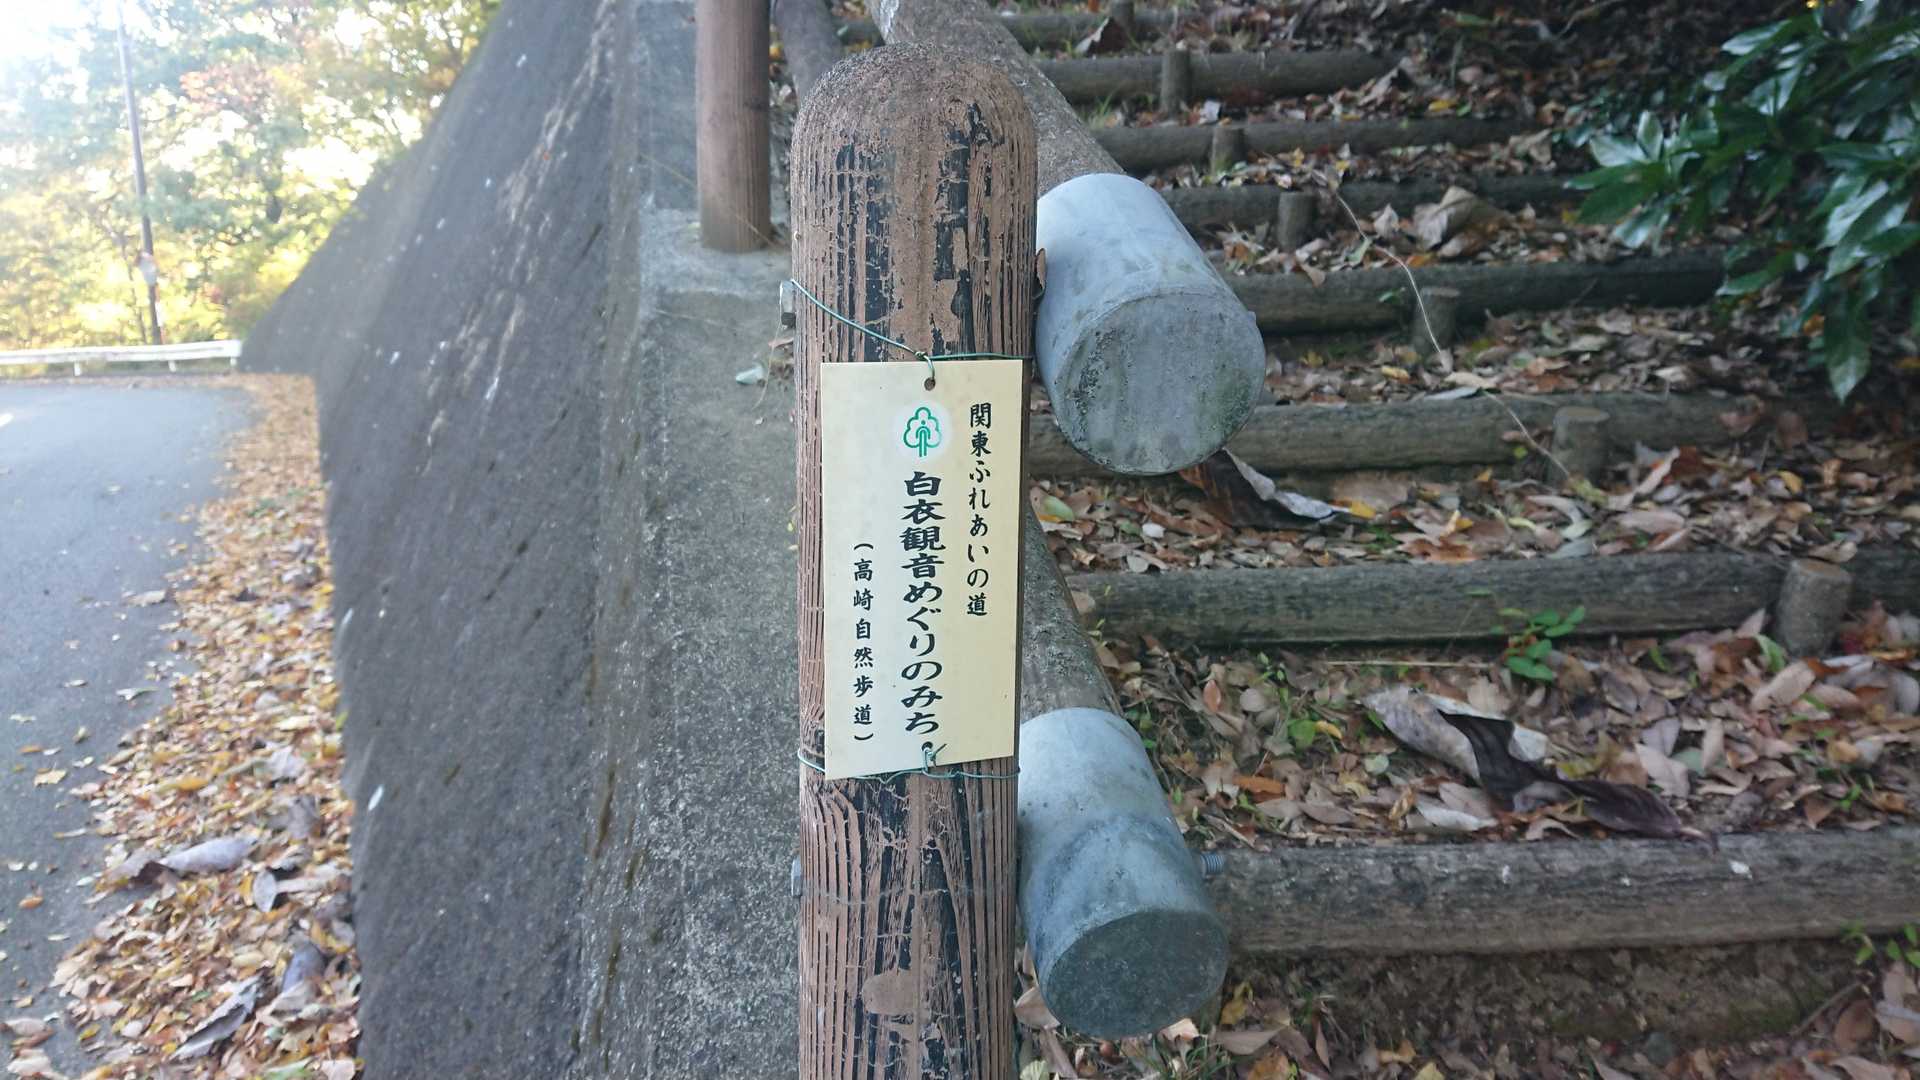 関東ふれあいの道
白衣観音めぐりのみち
(高崎自然歩道)